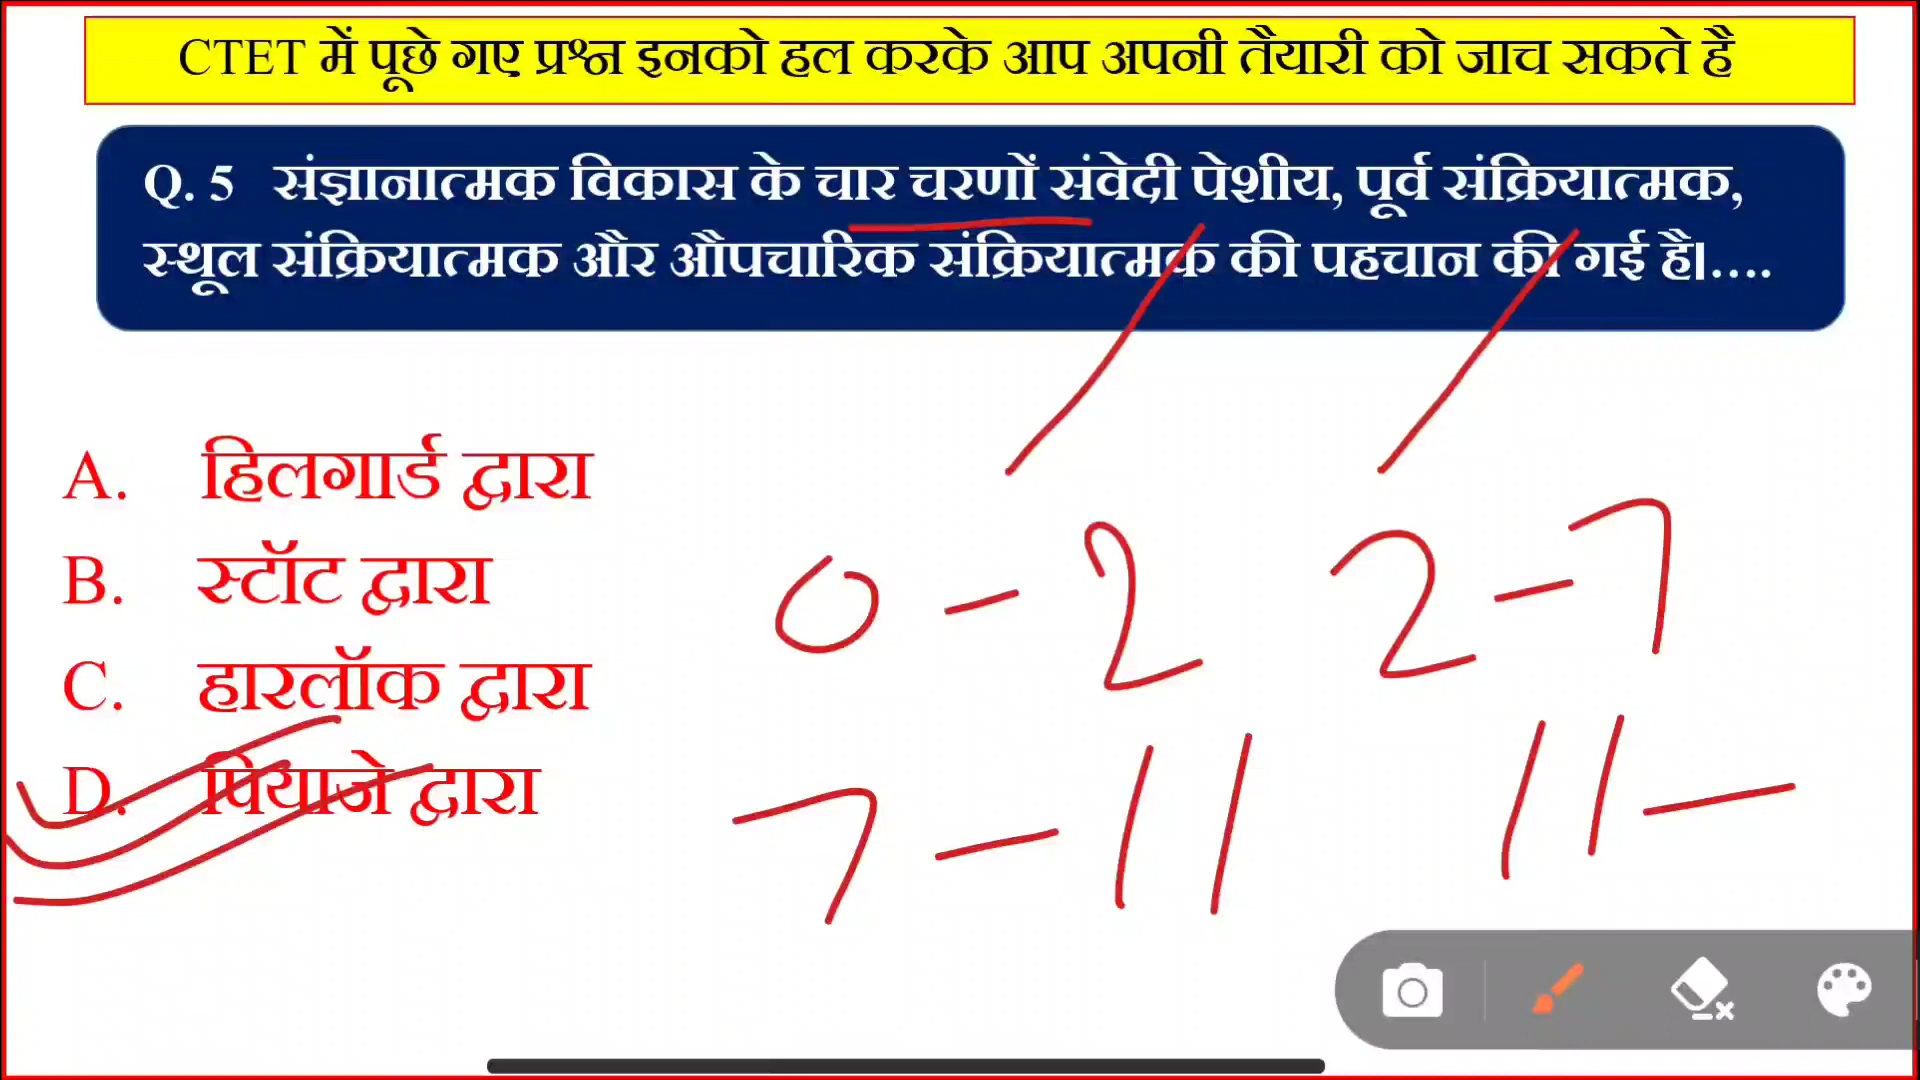 CTET में पूछे गए प्रश्न इनको हल करके आप अपनी तैयारी को जाच सकते है
Q. 5 संज्ञानात्मक विकास के चार चरणों संवेदी पेशीय, पूर्व संक्रियात्मक,
स्थूल संक्रियात्मक और औपचारिक संक्रियात्मक की पहचान की गई है।....
A. हिलगार्ड द्वारा
B. स्टॉट द्वारा
C. हारलॉक द्वारा
D. पियाजे द्वारा
0 - 2 2 - 7
7 - 11 11 -